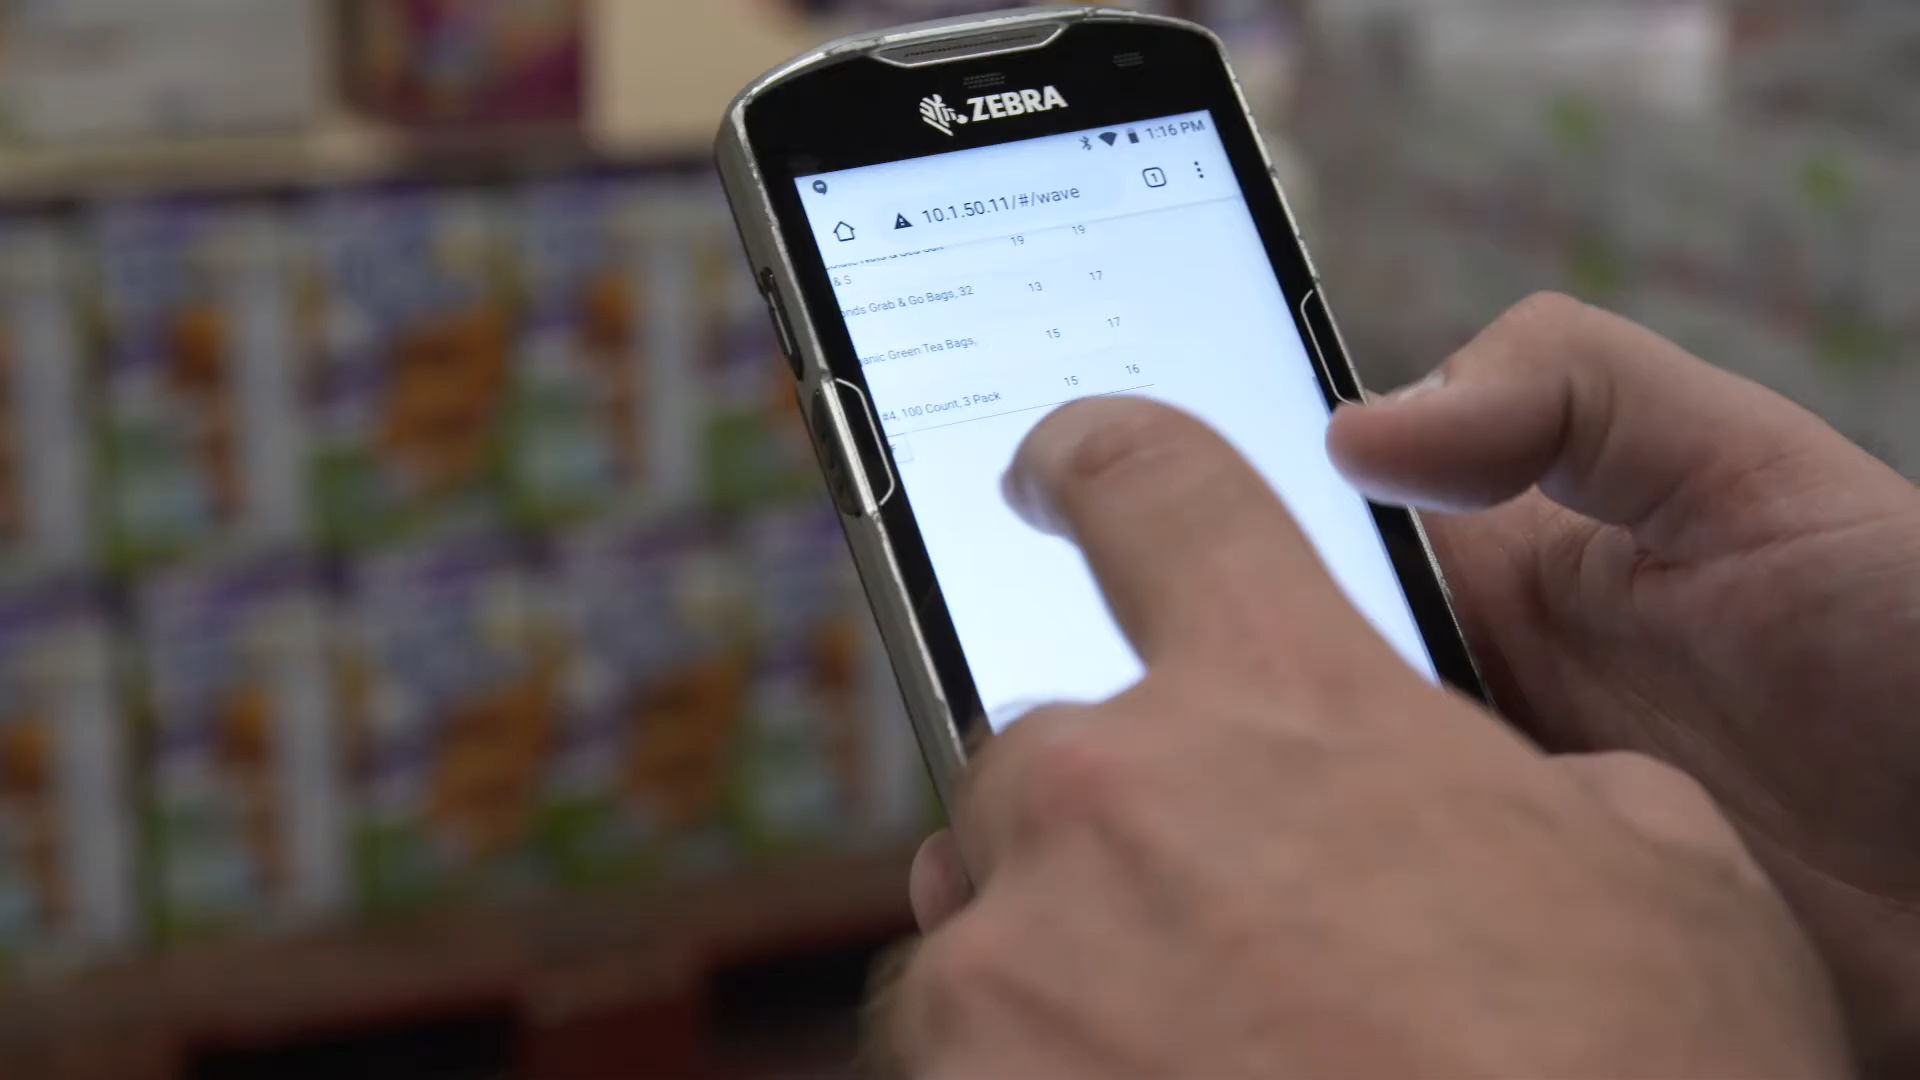 ZEBRA
1:16 PM
10.1.50.11/#/wave
1
19 19
& S
onds Grab & Go Bags, 32 13 17
anic Green Tea Bags, 15 17
#4, 100 Count, 3 Pack 15 16